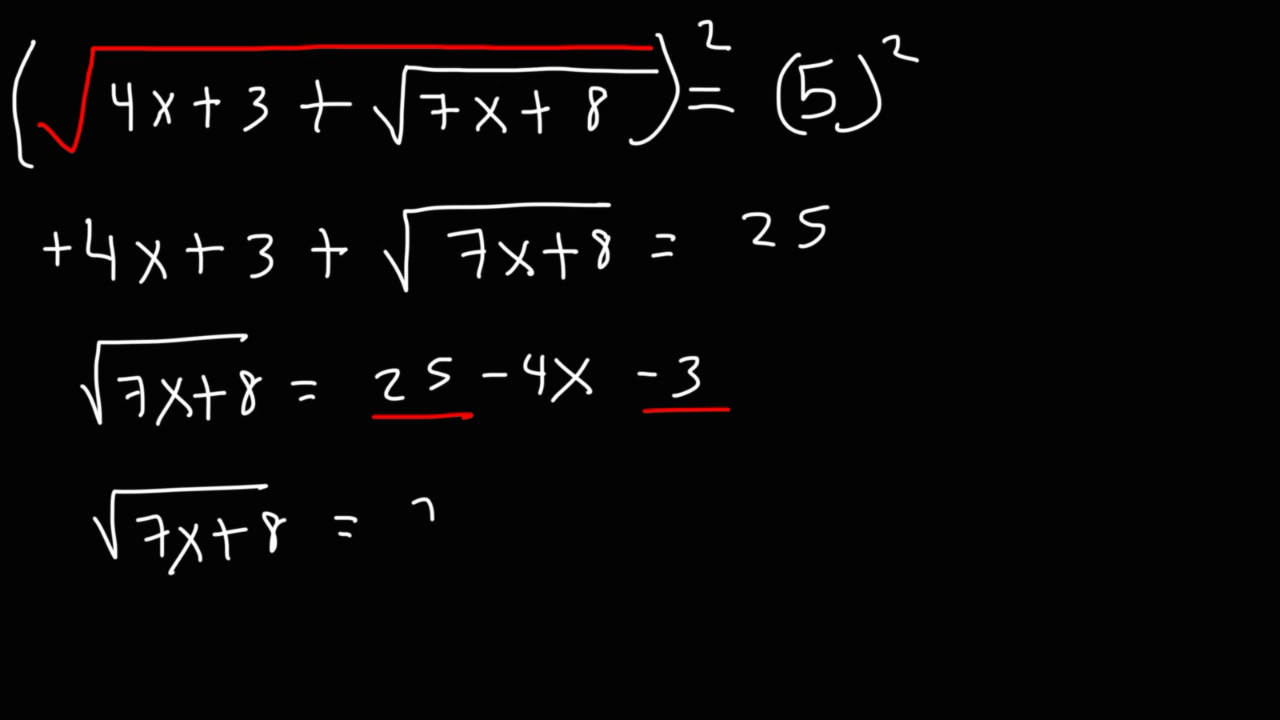 (√(4x + 3 + √(7x + 8)))² = (5)²
+4x + 3 + √(7x+8) = 25
√(7x+8) = 25 - 4x - 3
√(7x+8) =